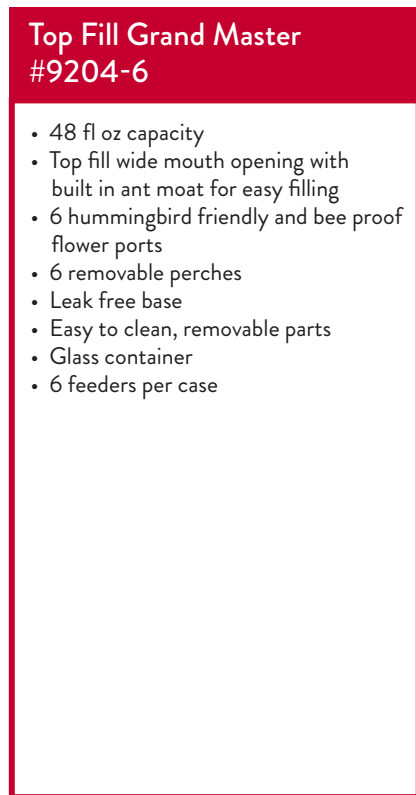 Top Fill Grand Master
#9204-6
• 48 fl oz capacity
• Top fill wide mouth opening with
built in ant moat for easy filling
• 6 hummingbird friendly and bee proof
flower ports
• 6 removable perches
• Leak free base
• Easy to clean, removable parts
• Glass container
• 6 feeders per case